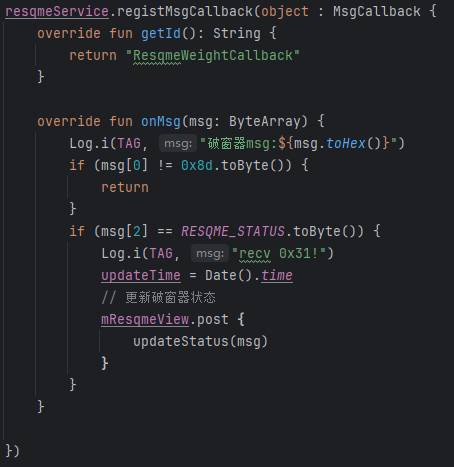 resqmeService.registMsgCallback(object : MsgCallback {
    override fun getId(): String {
        return "ResqmeWeightCallback"
    }

    override fun onMsg(msg: ByteArray) {
        Log.i(TAG, msg: "破窗器msg:${msg.toHex()}")
        if (msg[0] != 0x8d.toByte()) {
            return
        }
        if (msg[2] == RESQME_STATUS.toByte()) {
            Log.i(TAG, msg: "recv 0x31!")
            updateTime = Date().time
            // 更新破窗器状态
            mResqmeView.post {
                updateStatus(msg)
            }
        }
    }

})